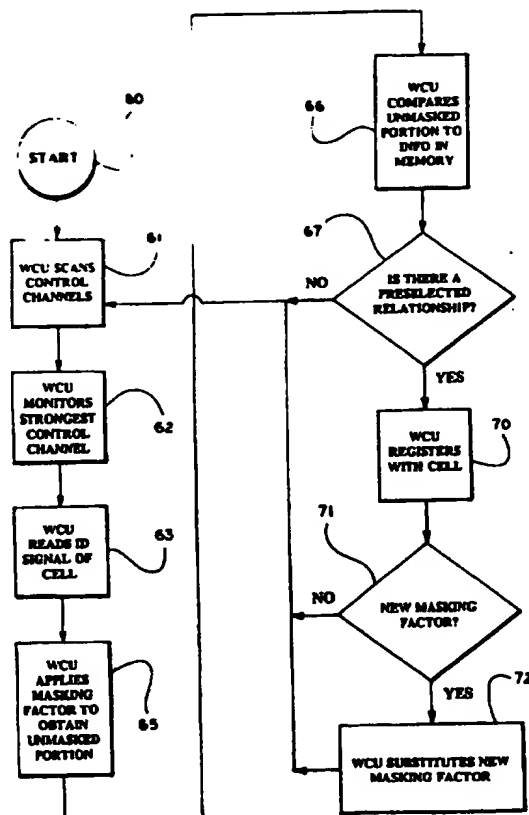 60
START
61
WCU SCANS
CONTROL
CHANNELS
WCU
MONITORS
STRONGEST
CONTROL
CHANNEL
62
WCU
READS ID
SIGNAL OF
CELL
63
WCU
APPLIES
MASKING
FACTOR TO
OBTAIN
UNMASKED
PORTION
65
WCU
COMPARES
UNMASKED
PORTION TO
INFO IN
MEMORY
66
67
IS THERE A
PRESELECTED
RELATIONSHIP?
NO
YES
WCU
REGISTERS
WITH CELL
70
71
NEW MASKING
FACTOR?
NO
YES
72
WCU SUBSTITUTES NEW
MASKING FACTOR